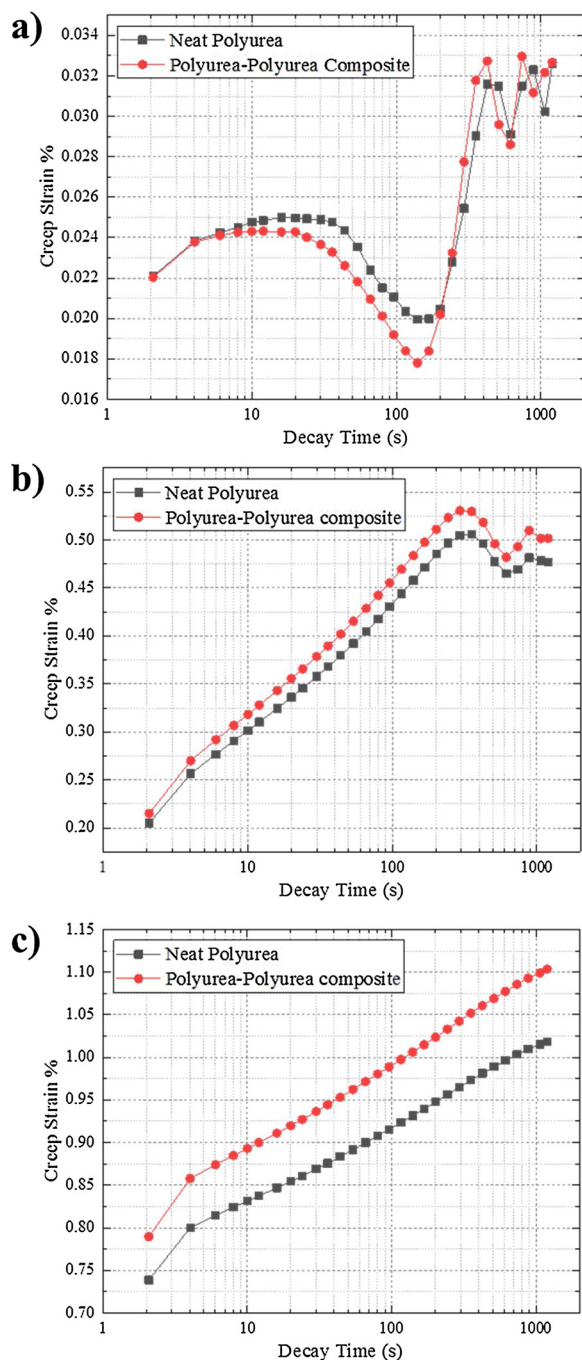 a)
0.034
0.032
0.030
0.028
0.026
0.024
0.022
0.020
0.018
0.016
Creep Strain %
Neat Polyurea
Polyurea-Polyurea Composite
1 10 100 1000
Decay Time (s)
b)
0.55
0.50
0.45
0.40
0.35
0.30
0.25
0.20
Creep Strain %
Neat Polyurea
Polyurea-Polyurea composite
1 10 100 1000
Decay Time (s)
c)
1.15
1.10
1.05
1.00
0.95
0.90
0.85
0.80
0.75
0.70
Creep Strain %
Neat Polyurea
Polyurea-Polyurea composite
1 10 100 1000
Decay Time (s)